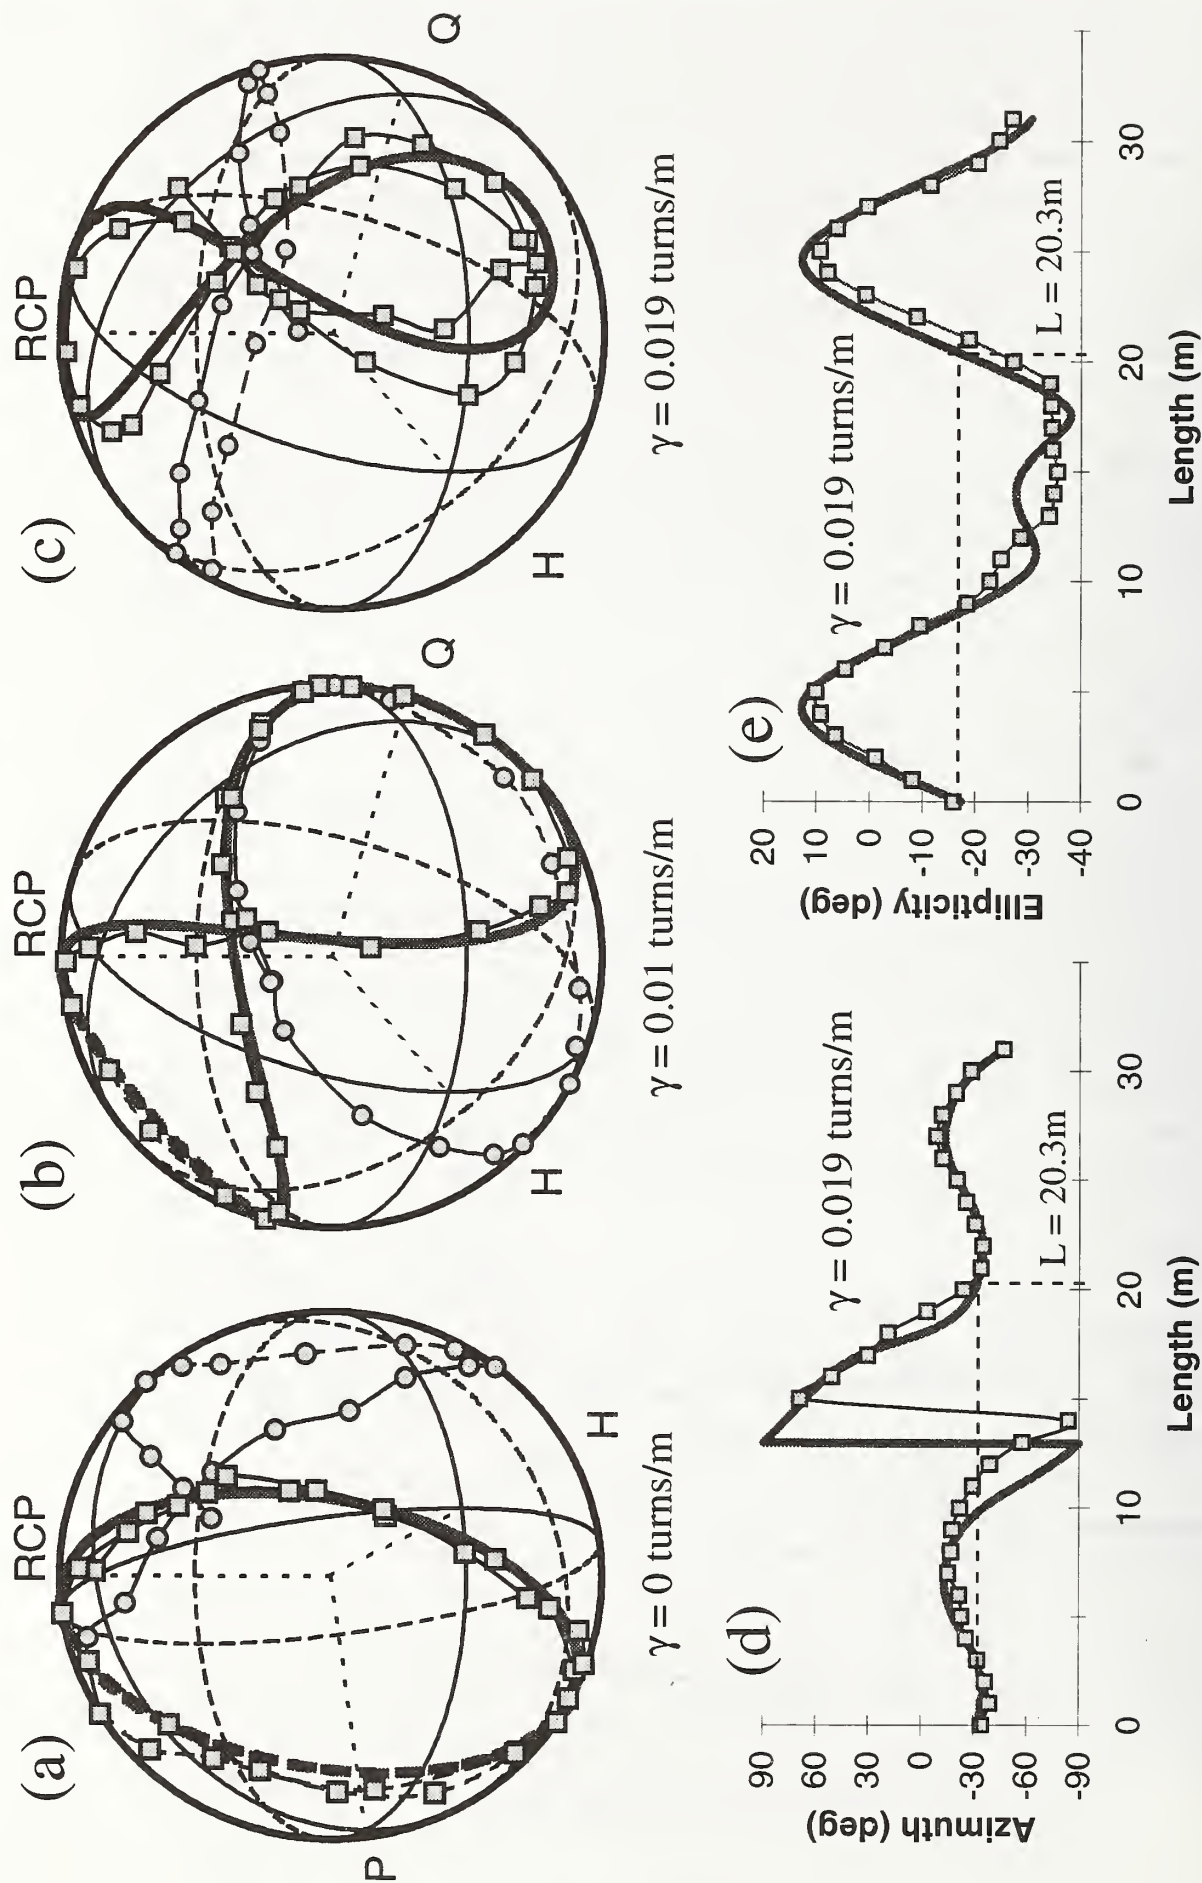 (a)
RCP
P
H
γ = 0 turns/m
(b)
RCP
H
Q
γ = 0.01 turns/m
(c)
RCP
H
Q
γ = 0.019 turns/m
(d)
γ = 0.019 turns/m
90
60
30
0
-30
-60
-90
Azimuth (deg)
L = 20.3m
0
10
20
30
Length (m)
(e)
γ = 0.019 turns/m
20
10
0
-10
-20
-30
-40
Ellipticity (deg)
L = 20.3m
0
10
20
30
Length (m)